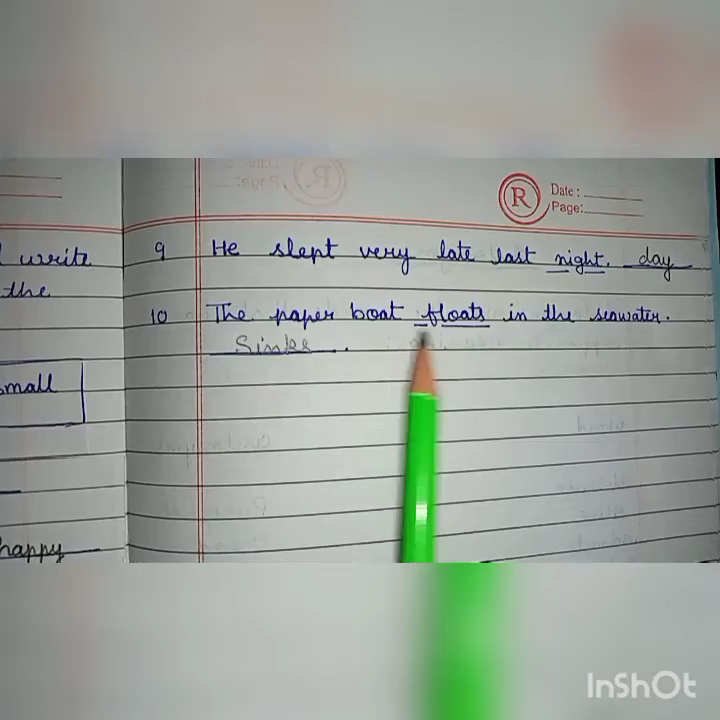 R
Date:
Page:
write
the
small
happy
9 He slept very late last night. day
10 The paper boat floats in the seawater.
Sinks.
InShOt